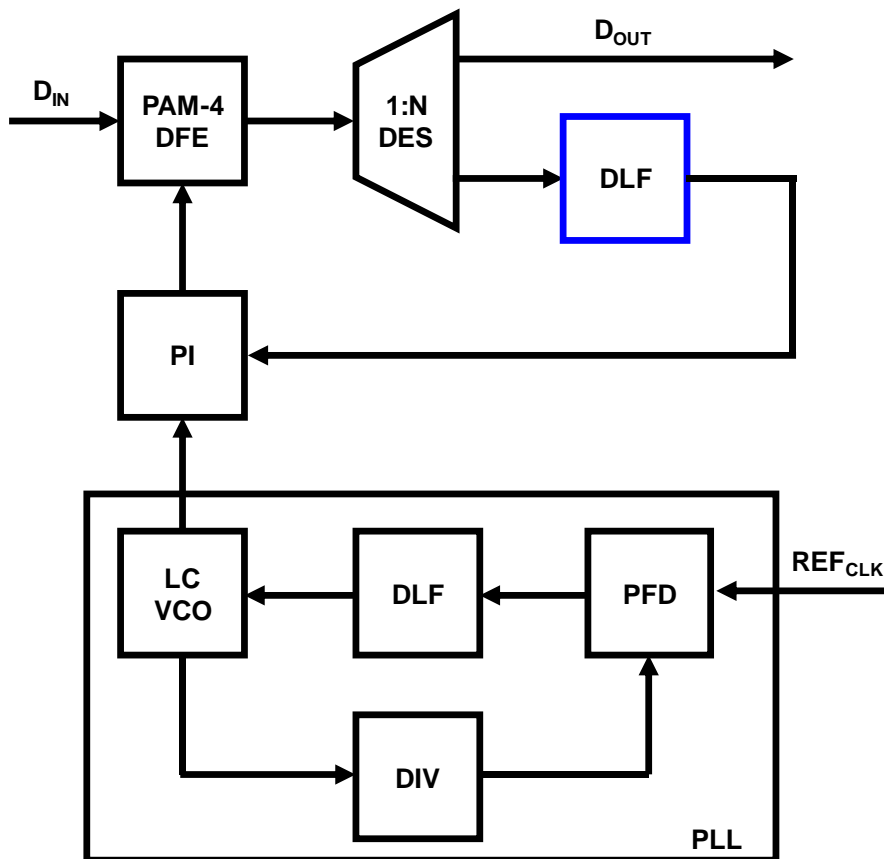 D_OUT
D_IN
PAM-4
DFE
1:N
DES
DLF
PI
LC
VCO
DLF
PFD
REF_CLK
DIV
PLL